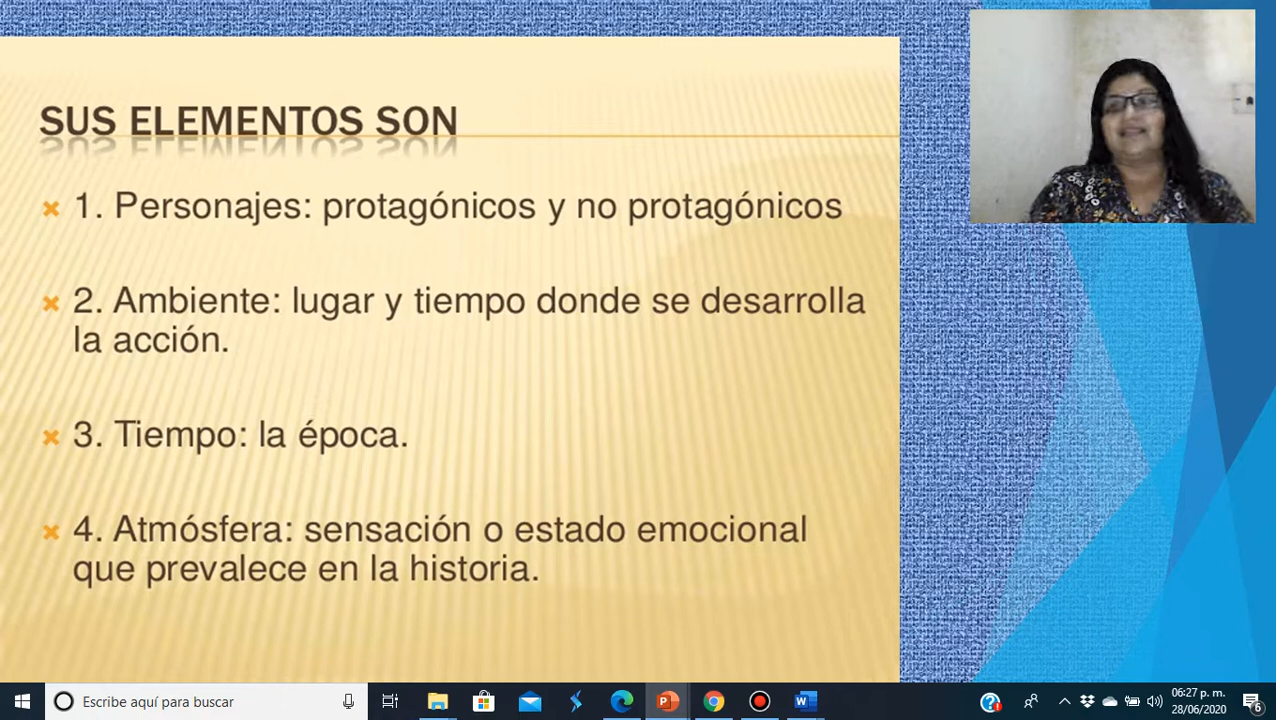 SUS ELEMENTOS SON
1. Personajes: protagónicos y no protagónicos
2. Ambiente: lugar y tiempo donde se desarrolla
la acción.
3. Tiempo: la época.
4. Atmósfera: sensación o estado emocional
que prevalece en la historia.
Escribe aquí para buscar
06:27 p. m.
28/06/2020
6